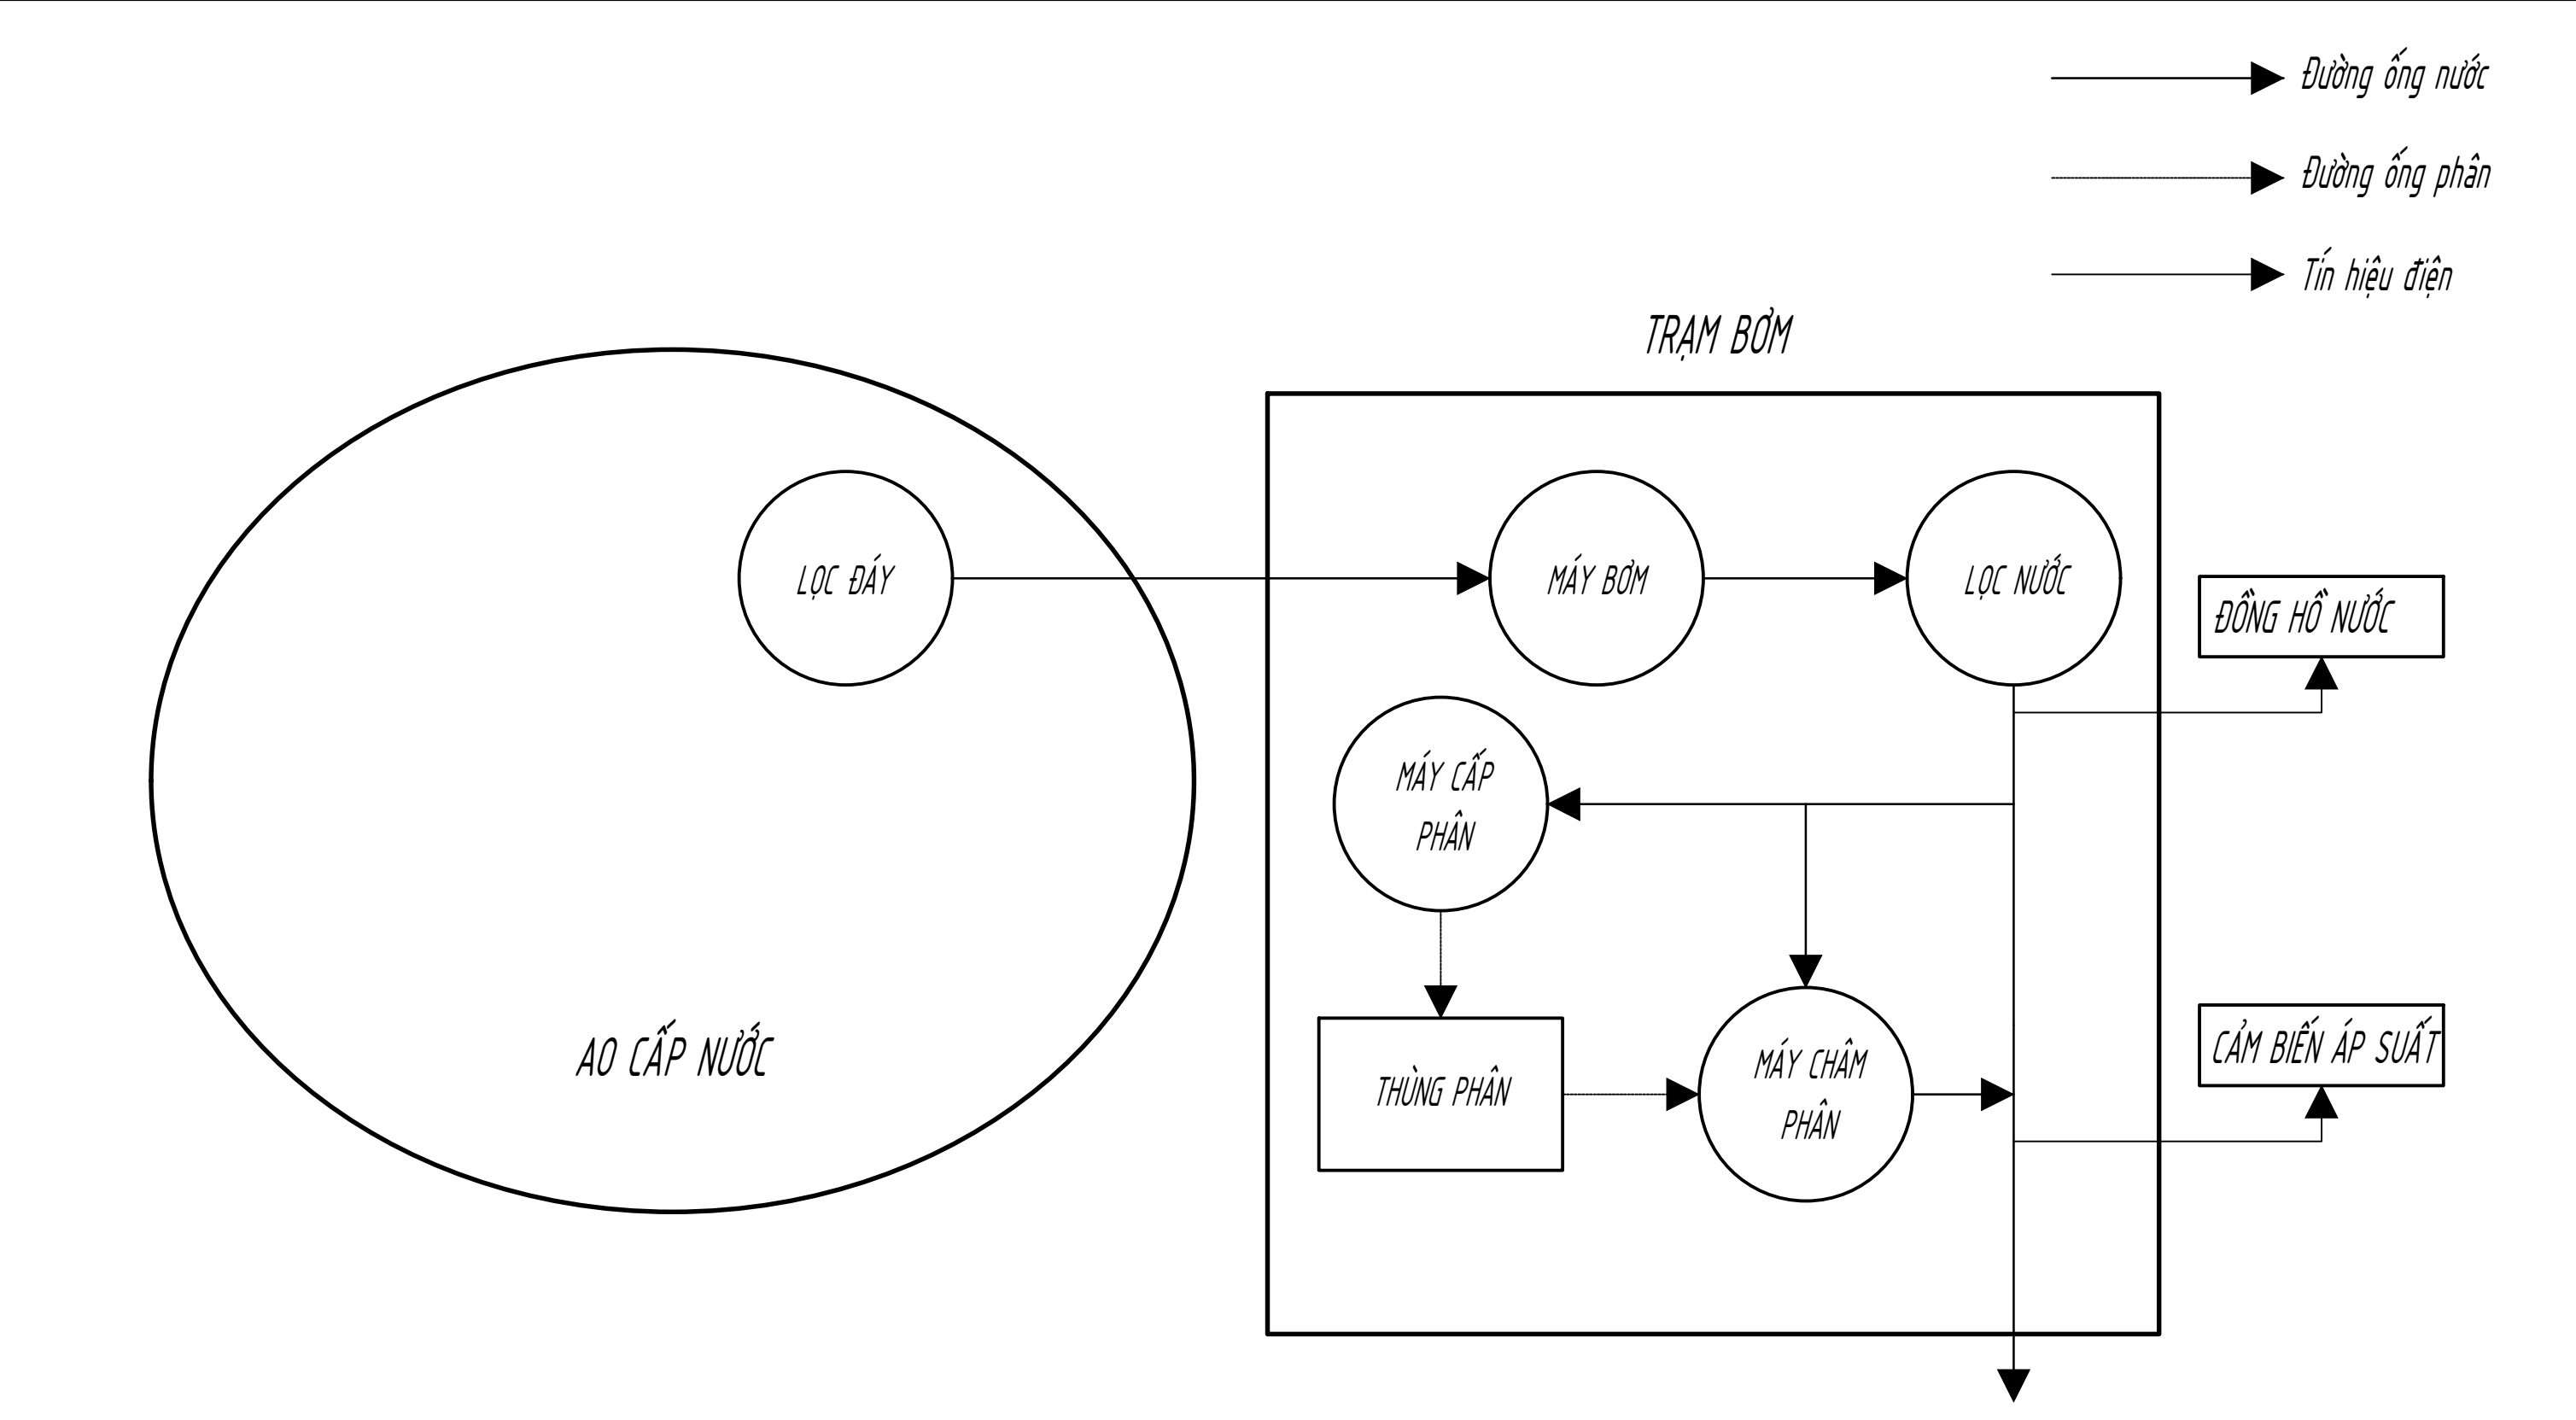 Đường ống nước
Đường ống phân
Tín hiệu điện
TRẠM BƠM
LỌC ĐÁY
MÁY BƠM
LỌC NƯỚC
ĐỒNG HỒ NƯỚC
MÁY CẤP
PHÂN
AO CẤP NƯỚC
THÙNG PHÂN
MÁY CHÂM
PHÂN
CẢM BIẾN ÁP SUẤT